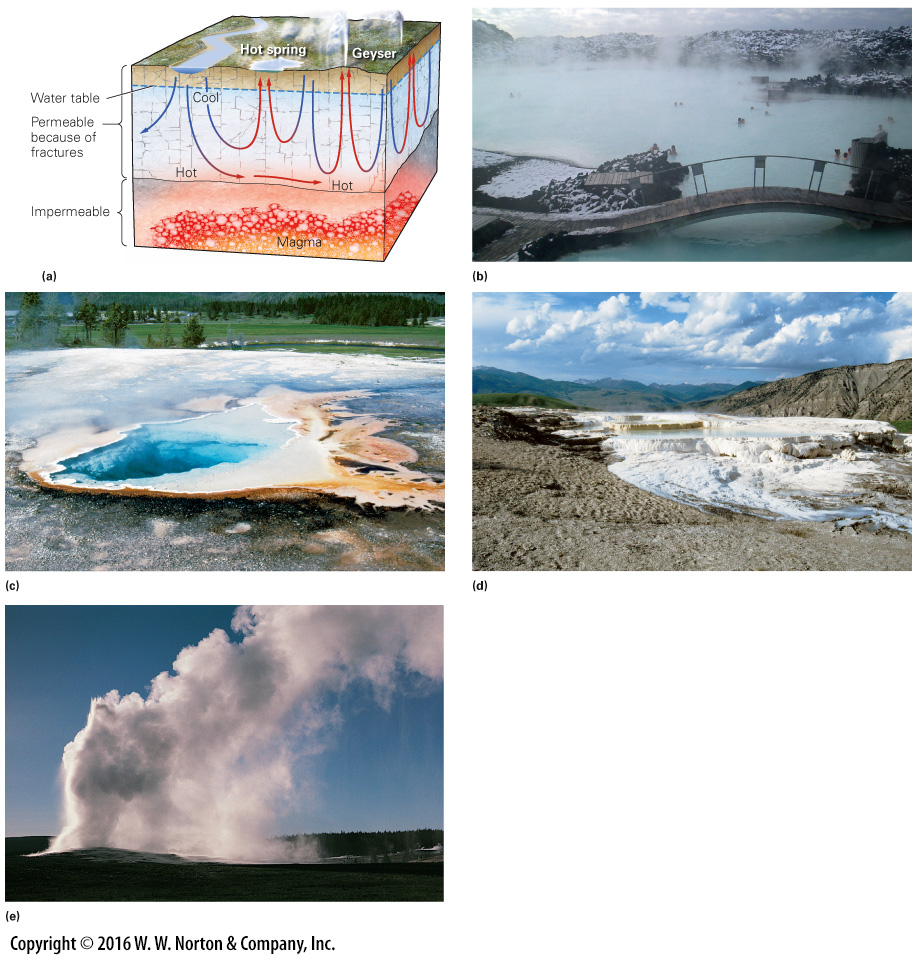 Hot spring
Geyser
Water table
Cool
Permeable
because of
fractures
Hot
Hot
Impermeable
Magma
(a)
(b)
(c)
(d)
(e)
Copyright © 2016 W. W. Norton & Company, Inc.